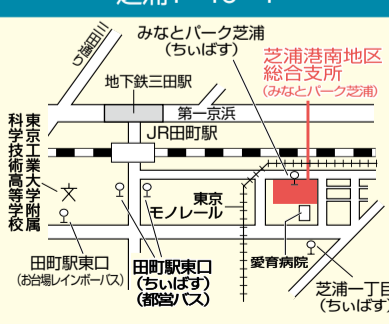 みなとパーク芝浦
（ちぃばす）
三田通り
芝浦港南地区
総合支所
（みなとパーク芝浦）
地下鉄三田駅
第一京浜
JR田町駅
東京工業大学附属
科学技術高等学校
東京
モノレール
田町駅東口
（お台場レインボーバス）
田町駅東口
（ちぃばす）
（都営バス）
愛育病院
芝浦一丁目
（ちぃばす）